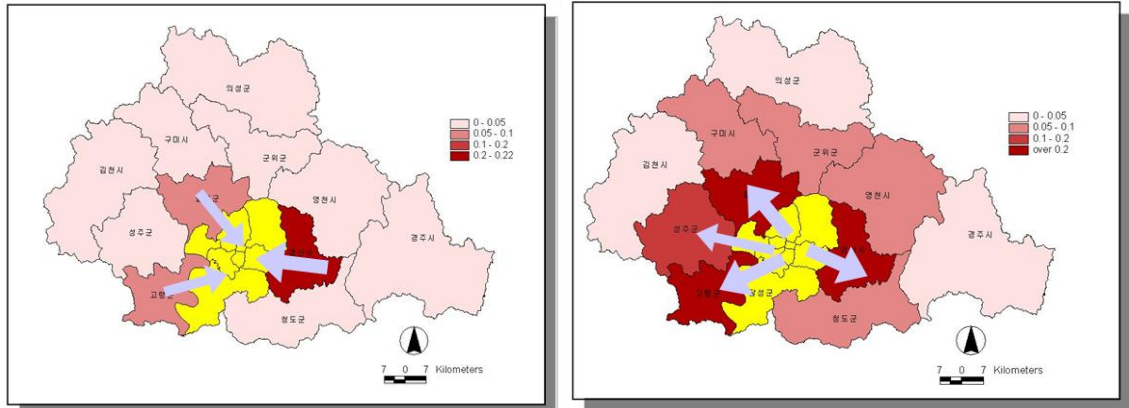 의성군
0 - 0.05
0.05 - 0.1
0.1 - 0.2
0.2 - 0.22
구미시
군위군
김천시
영천시
성주군
경주시
고령군
청도군
7 0 7 Kilometers
의성군
0 - 0.05
0.05 - 0.1
0.1 - 0.2
over 0.2
구미시
군위군
김천시
영천시
성주군
경주시
고령군
달성군
청도군
7 0 7 Kilometers